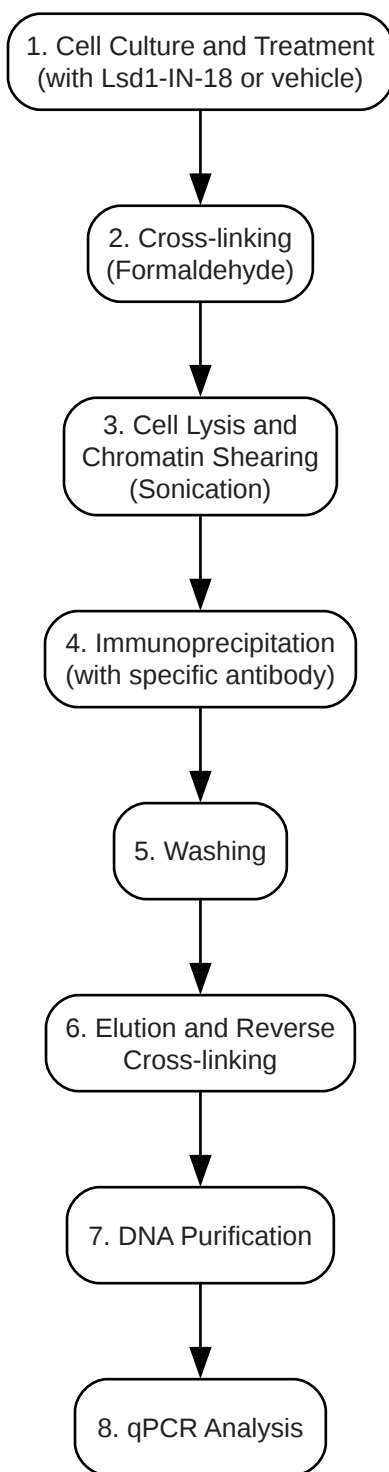 1. Cell Culture and Treatment
(with Lsd1-IN-18 or vehicle)
2. Cross-linking
(Formaldehyde)
3. Cell Lysis and
Chromatin Shearing
(Sonication)
4. Immunoprecipitation
(with specific antibody)
5. Washing
6. Elution and Reverse
Cross-linking
7. DNA Purification
8. qPCR Analysis